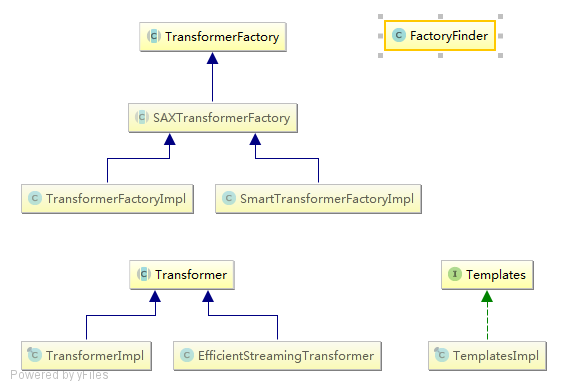 TransformerFactory
FactoryFinder
SAXTransformerFactory
TransformerFactoryImpl
SmartTransformerFactoryImpl
Transformer
Templates
TransformerImpl
EfficientStreamingTransformer
TemplatesImpl
Powered by yFiles